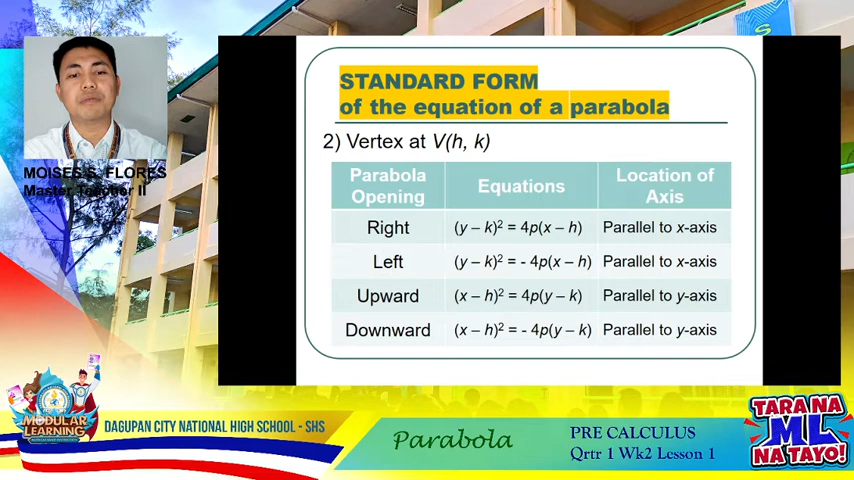 STANDARD FORM
of the equation of a parabola
2) Vertex at V(h, k)
Parabola Opening	Equations	Location of Axis
Right	(y – k)² = 4p(x – h)	Parallel to x-axis
Left	(y – k)² = - 4p(x – h)	Parallel to x-axis
Upward	(x – h)² = 4p(y – k)	Parallel to y-axis
Downward	(x – h)² = - 4p(y – k)	Parallel to y-axis
MOISES S. FLORES
Master Teacher II
MODULAR
LEARNING
DAGUPAN CITY NATIONAL HIGH SCHOOL - SHS
Parabola
PRE CALCULUS
Qrtr 1 Wk2 Lesson 1
TARA NA
ML
NA TAYO!